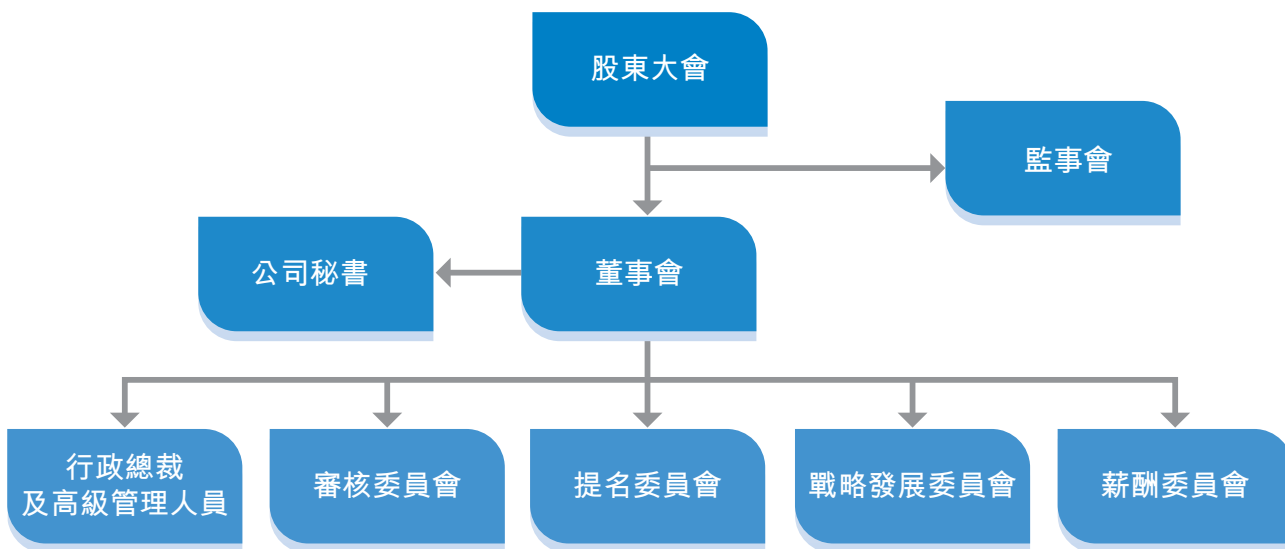 股東大會
監事會
公司秘書
董事會
行政總裁
及高級管理人員
審核委員會
提名委員會
戰略發展委員會
薪酬委員會